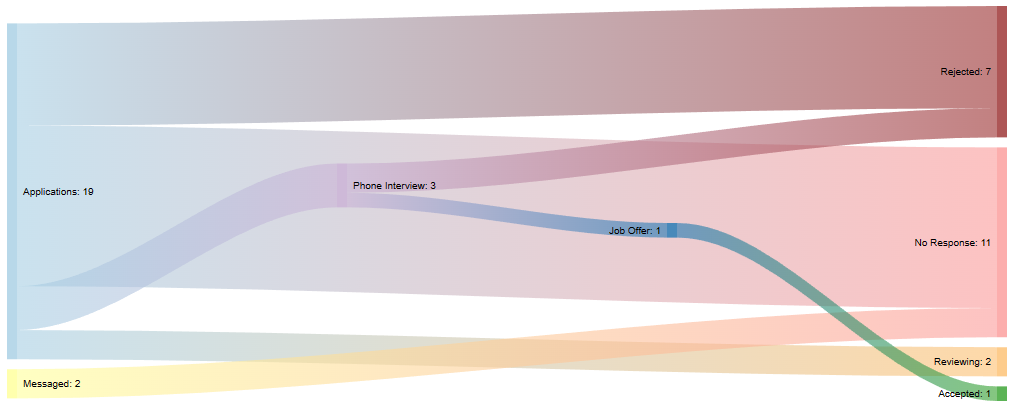 Rejected: 7
Phone Interview: 3
Applications: 19
Job Offer: 1
No Response: 11
Reviewing: 2
Messaged: 2
Accepted: 1